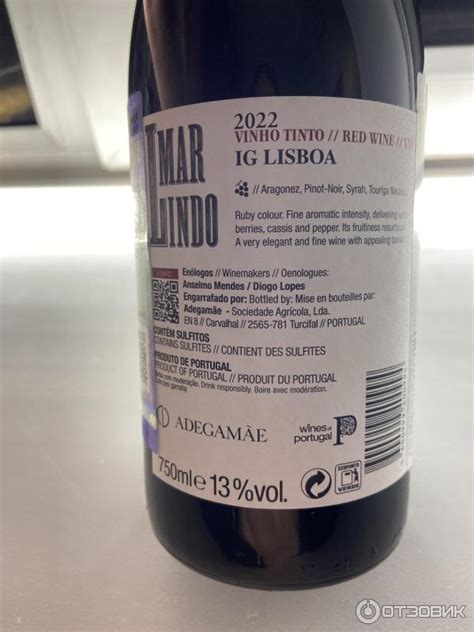 MAR
LINDO
2022
VINHO TINTO // RED WINE //
IG LISBOA
// Aragonez, Pinot-Noir, Syrah, Touriga
Ruby colour. Fine aromatic intensity, delivering
berries, cassis and pepper. Its fruitiness
A very elegant and fine wine with appealing
Enólogos // Winemakers // Oenologues:
Anselmo Mendes / Diogo Lopes
Engarrafado por: Bottled by: Mise en bouteilles par:
Adegamãe - Sociedade Agrícola, Lda.
EN 8 // Carvalhal // 2565-781 Turcifal // PORTUGAL
CONTÉM SULFITOS
CONTAINS SULFITES // CONTIENT DES SULFITES
PRODUTO DE PORTUGAL
PRODUCT OF PORTUGAL // PRODUIT DU PORTUGAL
com moderação. Drink responsibly. Boire avec modération.
ADEGAMÃE
wines of
portugal
750ml e 13%vol.
PONTO
VERDE
ОТЗОВИК